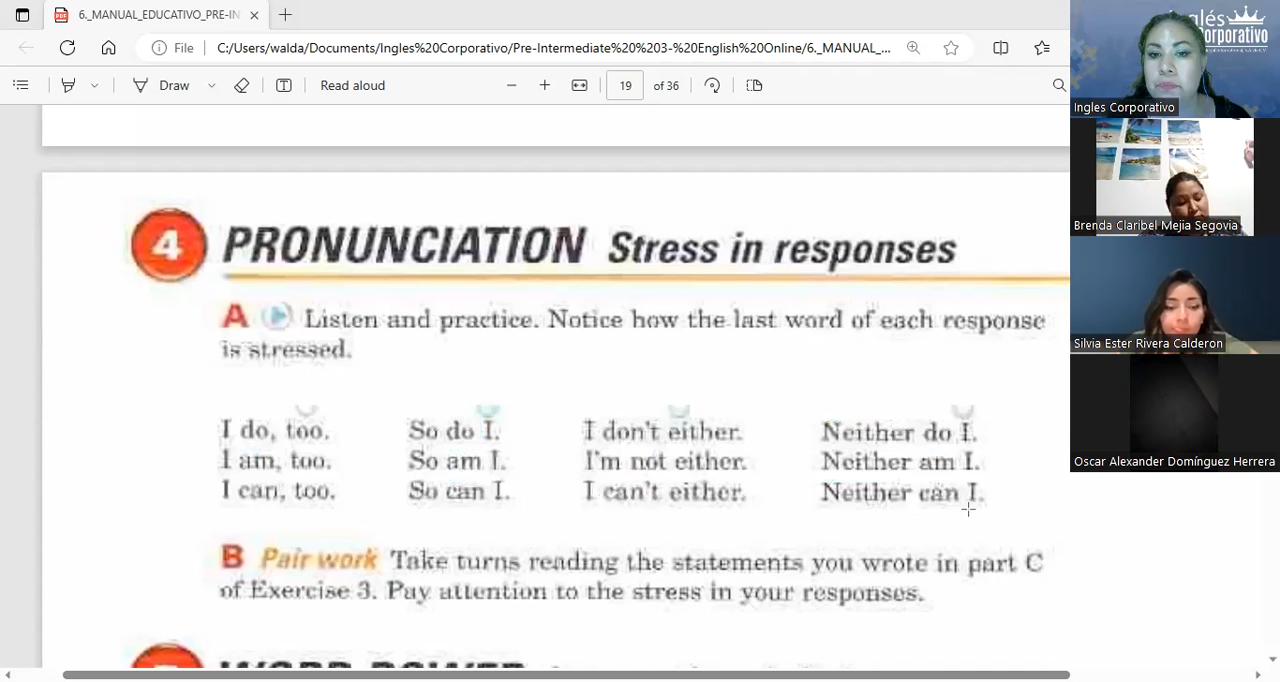 6._MANUAL_EDUCATIVO_PRE-IN
File
C:/Users/walda/Documents/Ingles%20Corporativo/Pre-Intermediate%20%203-%20English%20Online/6._MANUAL_...
Draw
Read aloud
19
of 36
4 PRONUNCIATION Stress in responses
A Listen and practice. Notice how the last word of each response
is stressed.
I do, too. So do I. I don't either. Neither do I.
I am, too. So am I. I'm not either. Neither am I.
I can, too. So can I. I can't either. Neither can I.
B Pair work Take turns reading the statements you wrote in part C
of Exercise 3. Pay attention to the stress in your responses.
WORD POWER
Inglés
Corporativo
Ingles Corporativo
Brenda Claribel Mejia Segovia
Silvia Ester Rivera Calderon
Oscar Alexander Domínguez Herrera